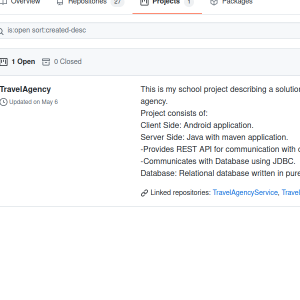 Overview Repositories 27 Projects 1 Packages
is:open sort:created-desc
1 Open 0 Closed
TravelAgency
Updated on May 6
This is my school project describing a solution
agency.
Project consists of:
Client Side: Android application.
Server Side: Java with maven application.
-Provides REST API for communication with
-Communicates with Database using JDBC.
Database: Relational database written in pure
Linked repositories: TravelAgencyService, Travel